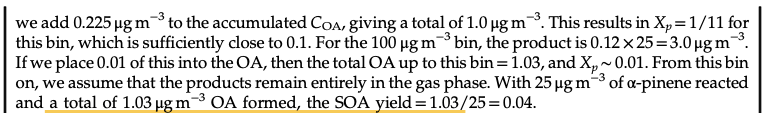 we add 0.225 μg m⁻³ to the accumulated C_OA, giving a total of 1.0 μg m⁻³. This results in X_p = 1/11 for
this bin, which is sufficiently close to 0.1. For the 100 μg m⁻³ bin, the product is 0.12 × 25 = 3.0 μg m⁻³.
If we place 0.01 of this into the OA, then the total OA up to this bin = 1.03, and X_p ~ 0.01. From this bin
on, we assume that the products remain entirely in the gas phase. With 25 μg m⁻³ of α-pinene reacted
and a total of 1.03 μg m⁻³ OA formed, the SOA yield = 1.03/25 = 0.04.